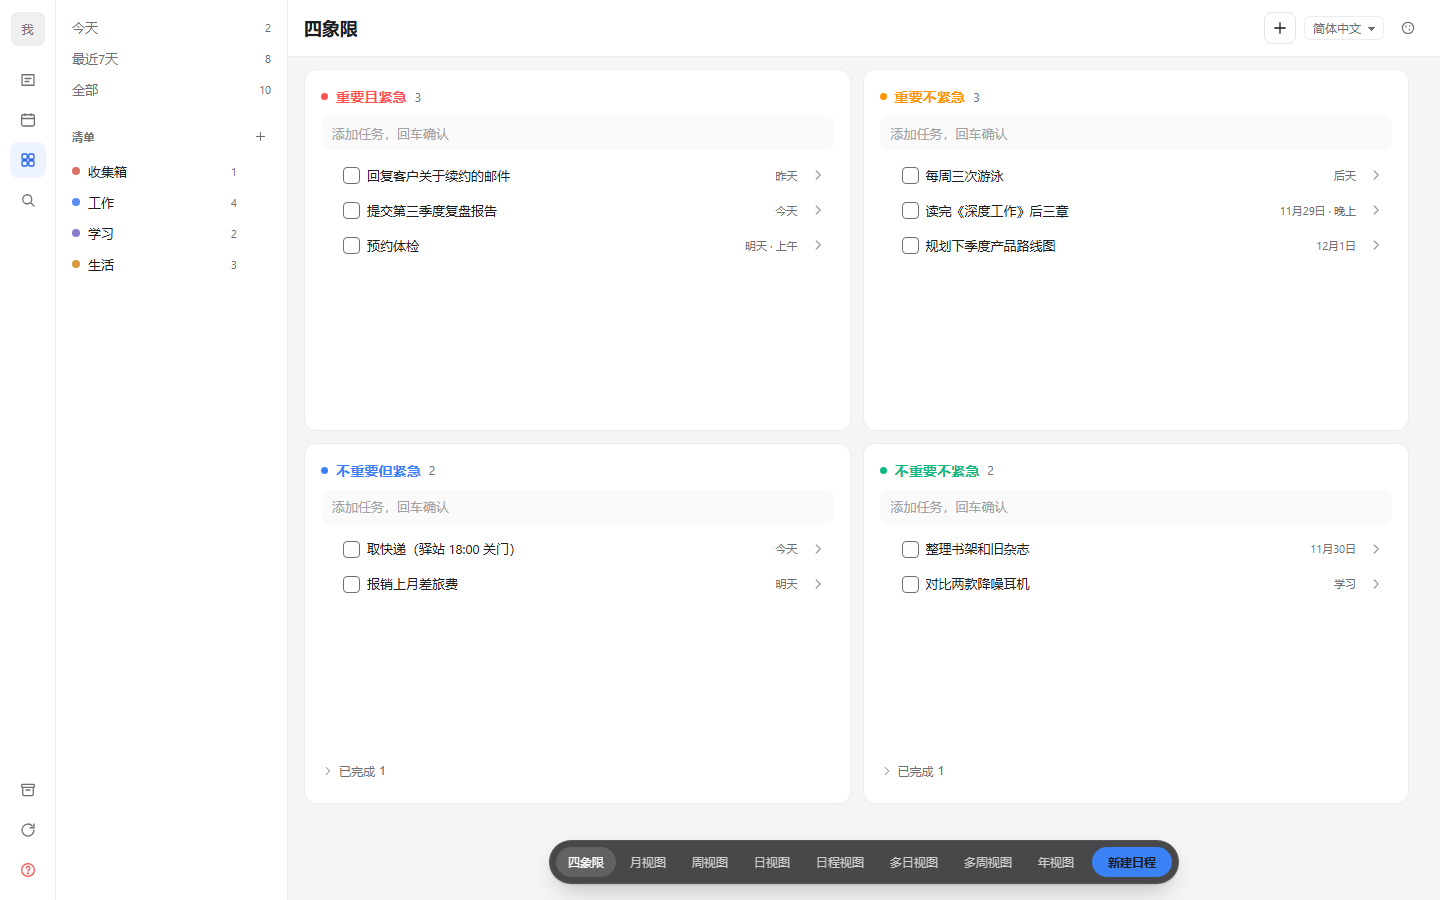 我
今天 2
最近7天 8
全部 10
清单
收集箱 1
工作 4
学习 2
生活 3
四象限
简体中文
重要且紧急 3
添加任务，回车确认
回复客户关于续约的邮件 昨天
提交第三季度复盘报告 今天
预约体检 明天 · 上午
重要不紧急 3
添加任务，回车确认
每周三次游泳 后天
读完《深度工作》后三章 11月29日 · 晚上
规划下季度产品路线图 12月1日
不重要但紧急 2
添加任务，回车确认
取快递（驿站 18:00 关门） 今天
报销上月差旅费 明天
已完成 1
不重要不紧急 2
添加任务，回车确认
整理书架和旧杂志 11月30日
对比两款降噪耳机 学习
已完成 1
四象限 月视图 周视图 日视图 日程视图 多日视图 多周视图 年视图 新建日程